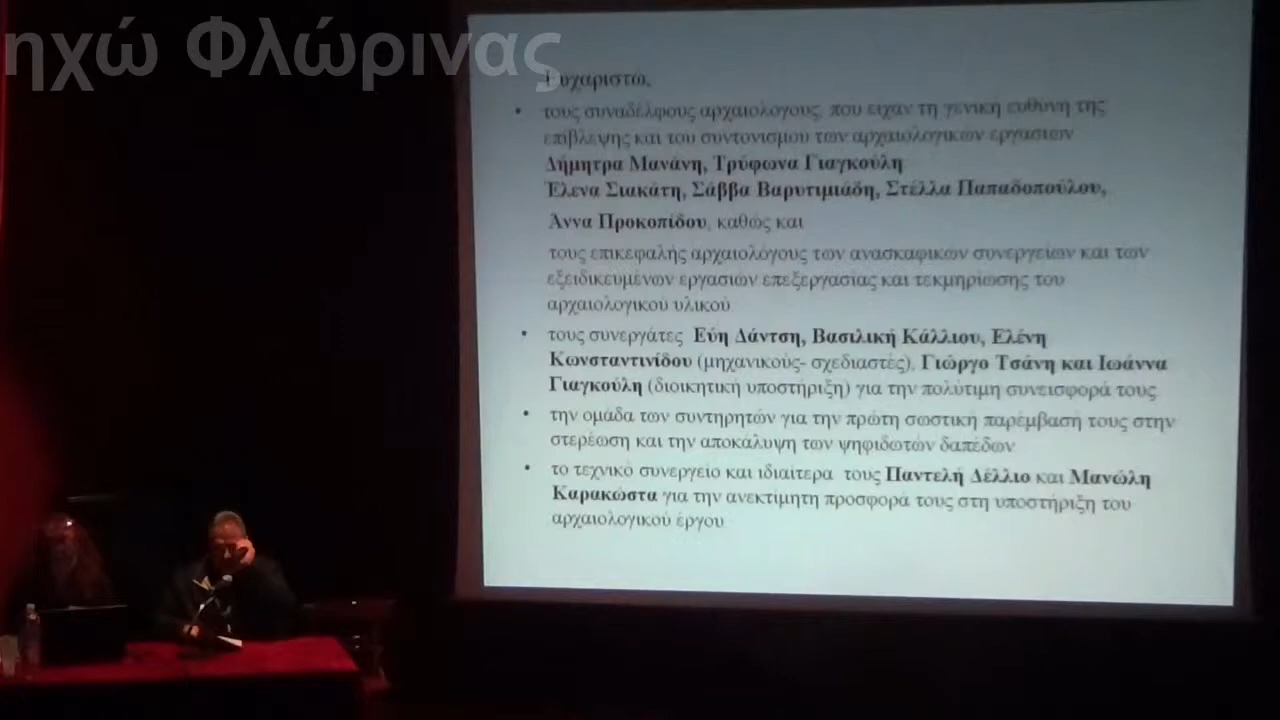 ηχώ Φλώρινας
Ευχαριστώ,
• τους συναδέλφους αρχαιολόγους, που είχαν τη γενική ευθύνη της
επίβλεψης και του συντονισμού των αρχαιολογικών εργασιών
Δήμητρα Μανάνη, Τρύφωνα Γιαγκούλη
Έλενα Σιακάτη, Σάββα Βαρυτιμιάδη, Στέλλα Παπαδοπούλου,
Άννα Προκοπίδου, καθώς και
τους επικεφαλής αρχαιολόγους των ανασκαφικών συνεργείων και των
εξειδικευμένων εργασιών επεξεργασίας και τεκμηρίωσης του
αρχαιολογικού υλικού
• τους συνεργάτες Εύη Δάντση, Βασιλική Κάλλιου, Ελένη
Κωνσταντινίδου (μηχανικούς- σχεδιαστές), Γιώργο Τσάνη και Ιωάννα
Γιαγκούλη (διοικητική υποστήριξη) για την πολύτιμη συνεισφορά τους
• την ομάδα των συντηρητών για την πρώτη σωστική παρέμβασή τους στην
στερέωση και την αποκάλυψη των ψηφιδωτών δαπέδων
• το τεχνικό συνεργείο και ιδιαίτερα τους Παντελή Δέλλιο και Μανώλη
Καρακώστα για την ανεκτίμητη προσφορά τους στη υποστήριξη του
αρχαιολογικού έργου